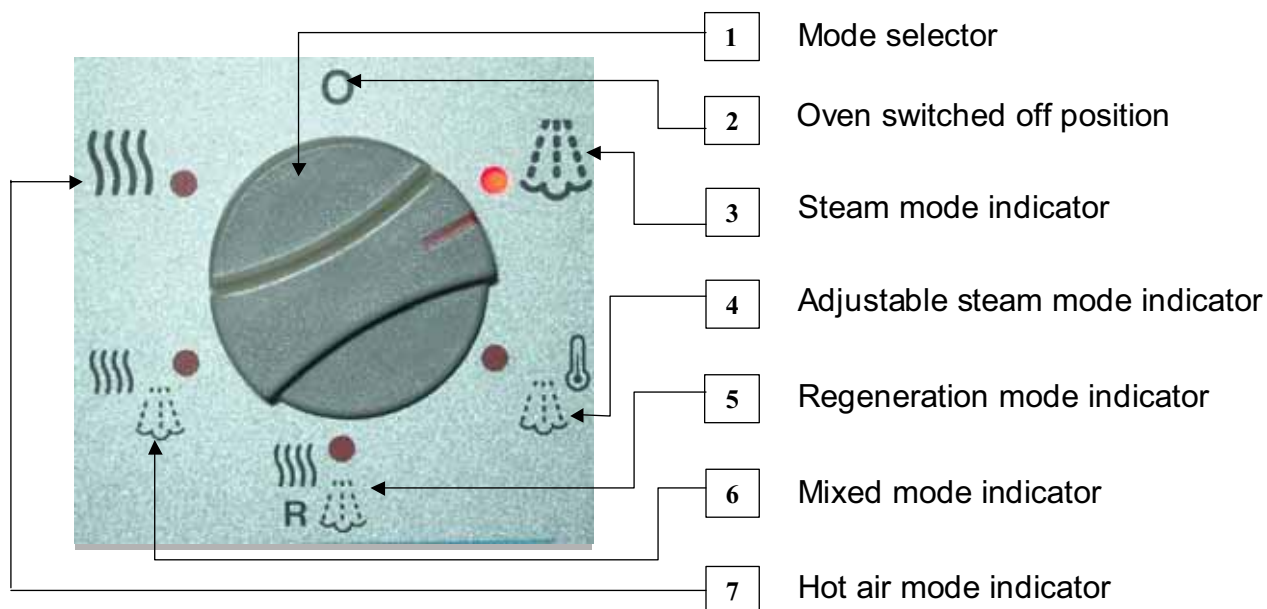 1 Mode selector
O
2 Oven switched off position
3 Steam mode indicator
4 Adjustable steam mode indicator
5 Regeneration mode indicator
R
6 Mixed mode indicator
7 Hot air mode indicator